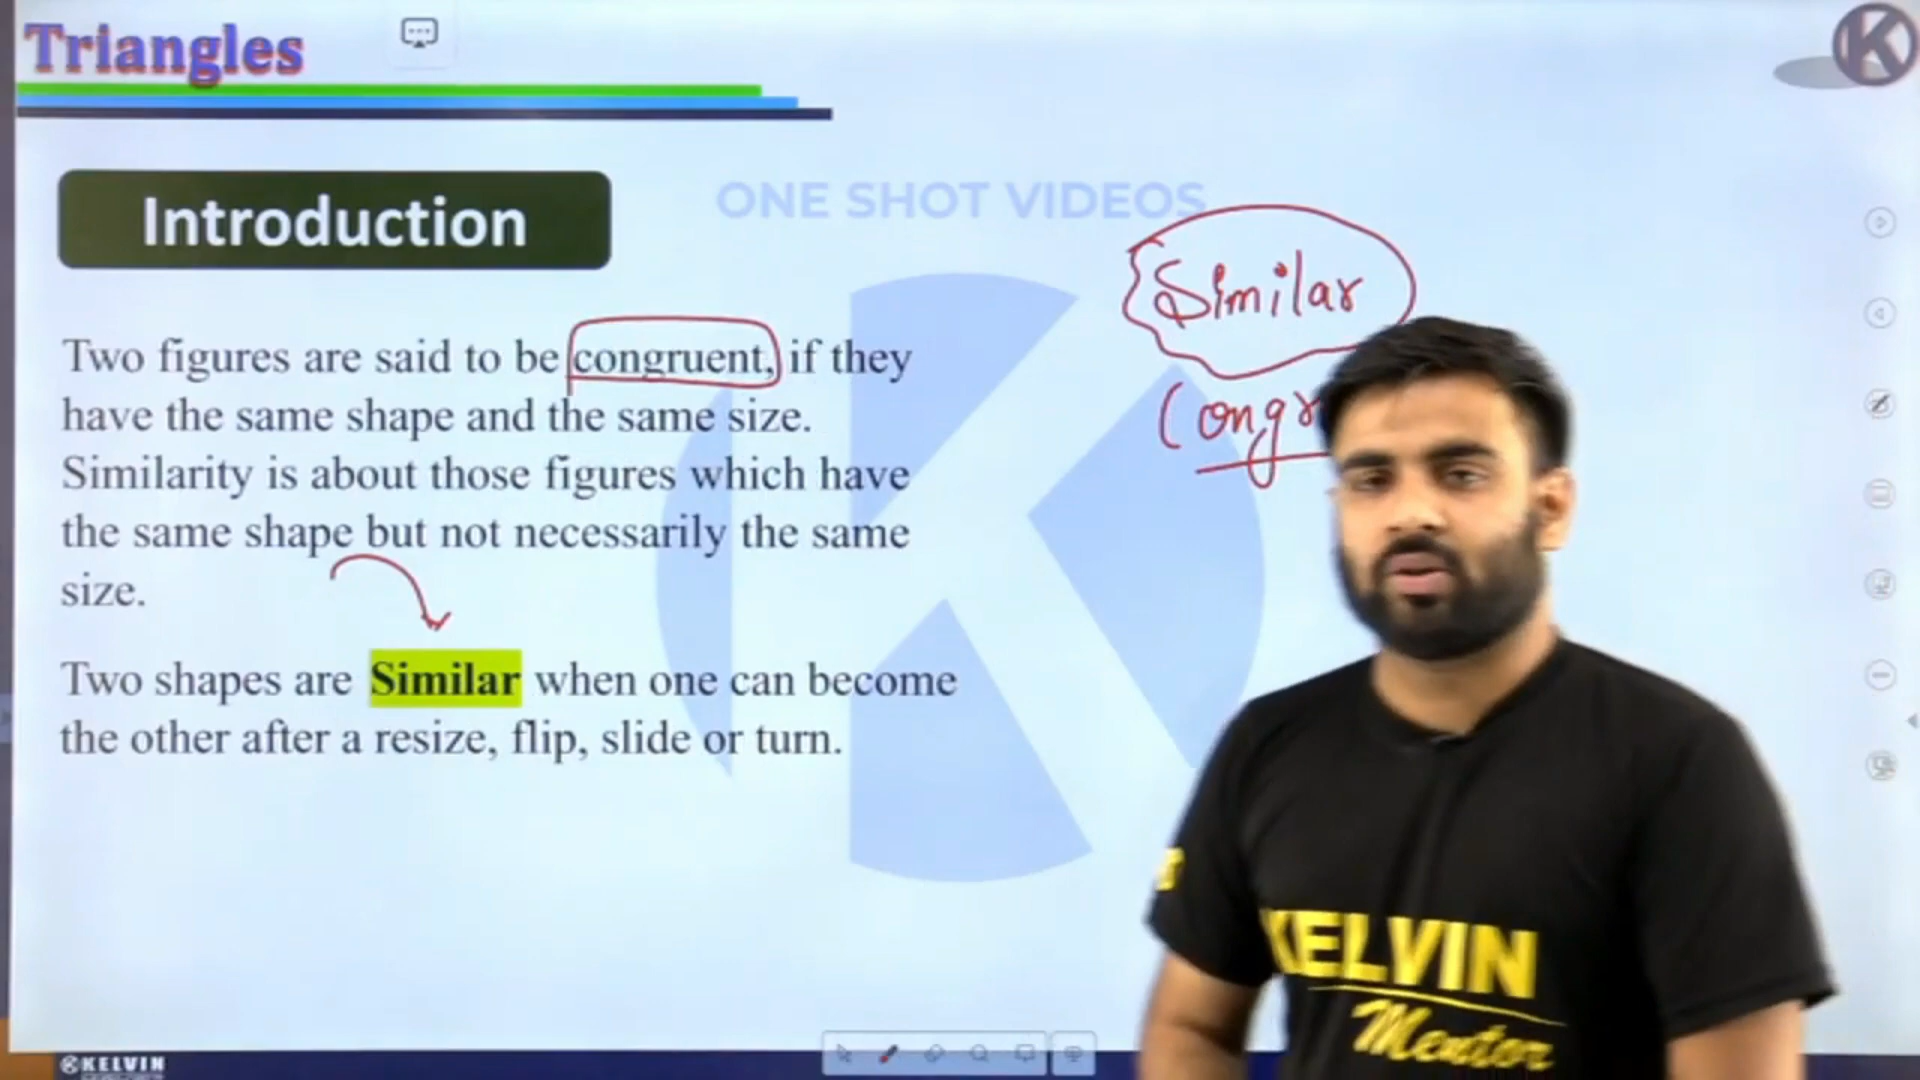 Triangles
Introduction
ONE SHOT VIDEOS
Similar
Two figures are said to be congruent, if they
have the same shape and the same size.
Similarity is about those figures which have
the same shape but not necessarily the same
size.
Two shapes are Similar when one can become
the other after a resize, flip, slide or turn.
KELVIN
Mentor
KELVIN